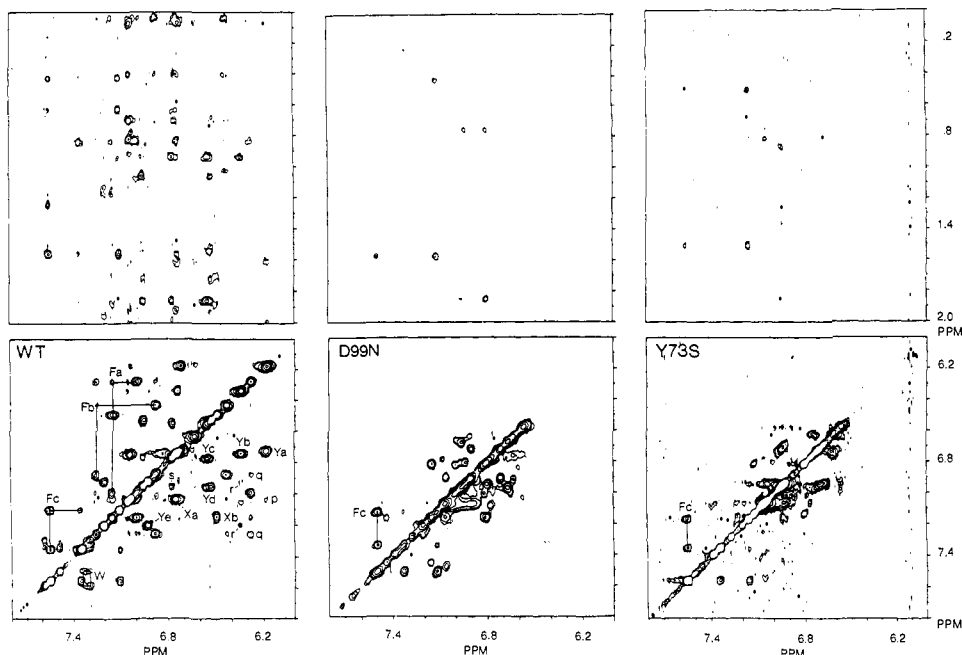 .2
.8
1.4
2.0
PPM
WT
D99N
Y73S
6.2
6.8
7.4
PPM
Fa
Fb
Fc
Yc
Yb
Ya
s
q
Yd
p
Xa
Xb
Ye
r
q
W
Fc
Fc
7.4 6.8 6.2
PPM
7.4 6.8 6.2
PPM
7.4 6.8 6.2
PPM